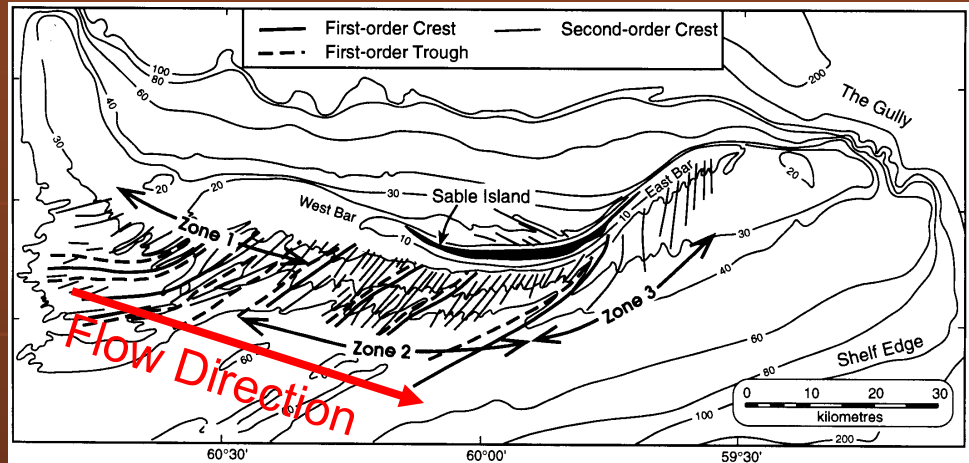 First-order Crest
Second-order Crest
First-order Trough
200
The Gully
100
80
60
40
30
20
20
30
West Bar
10
Sable Island
East Bar
10
20
30
40
Zone 1
Zone 2
Zone 3
Flow Direction
60
60
60
80
100
200
Shelf Edge
0 10 20 30
kilometres
60°30'
60°00'
59°30'